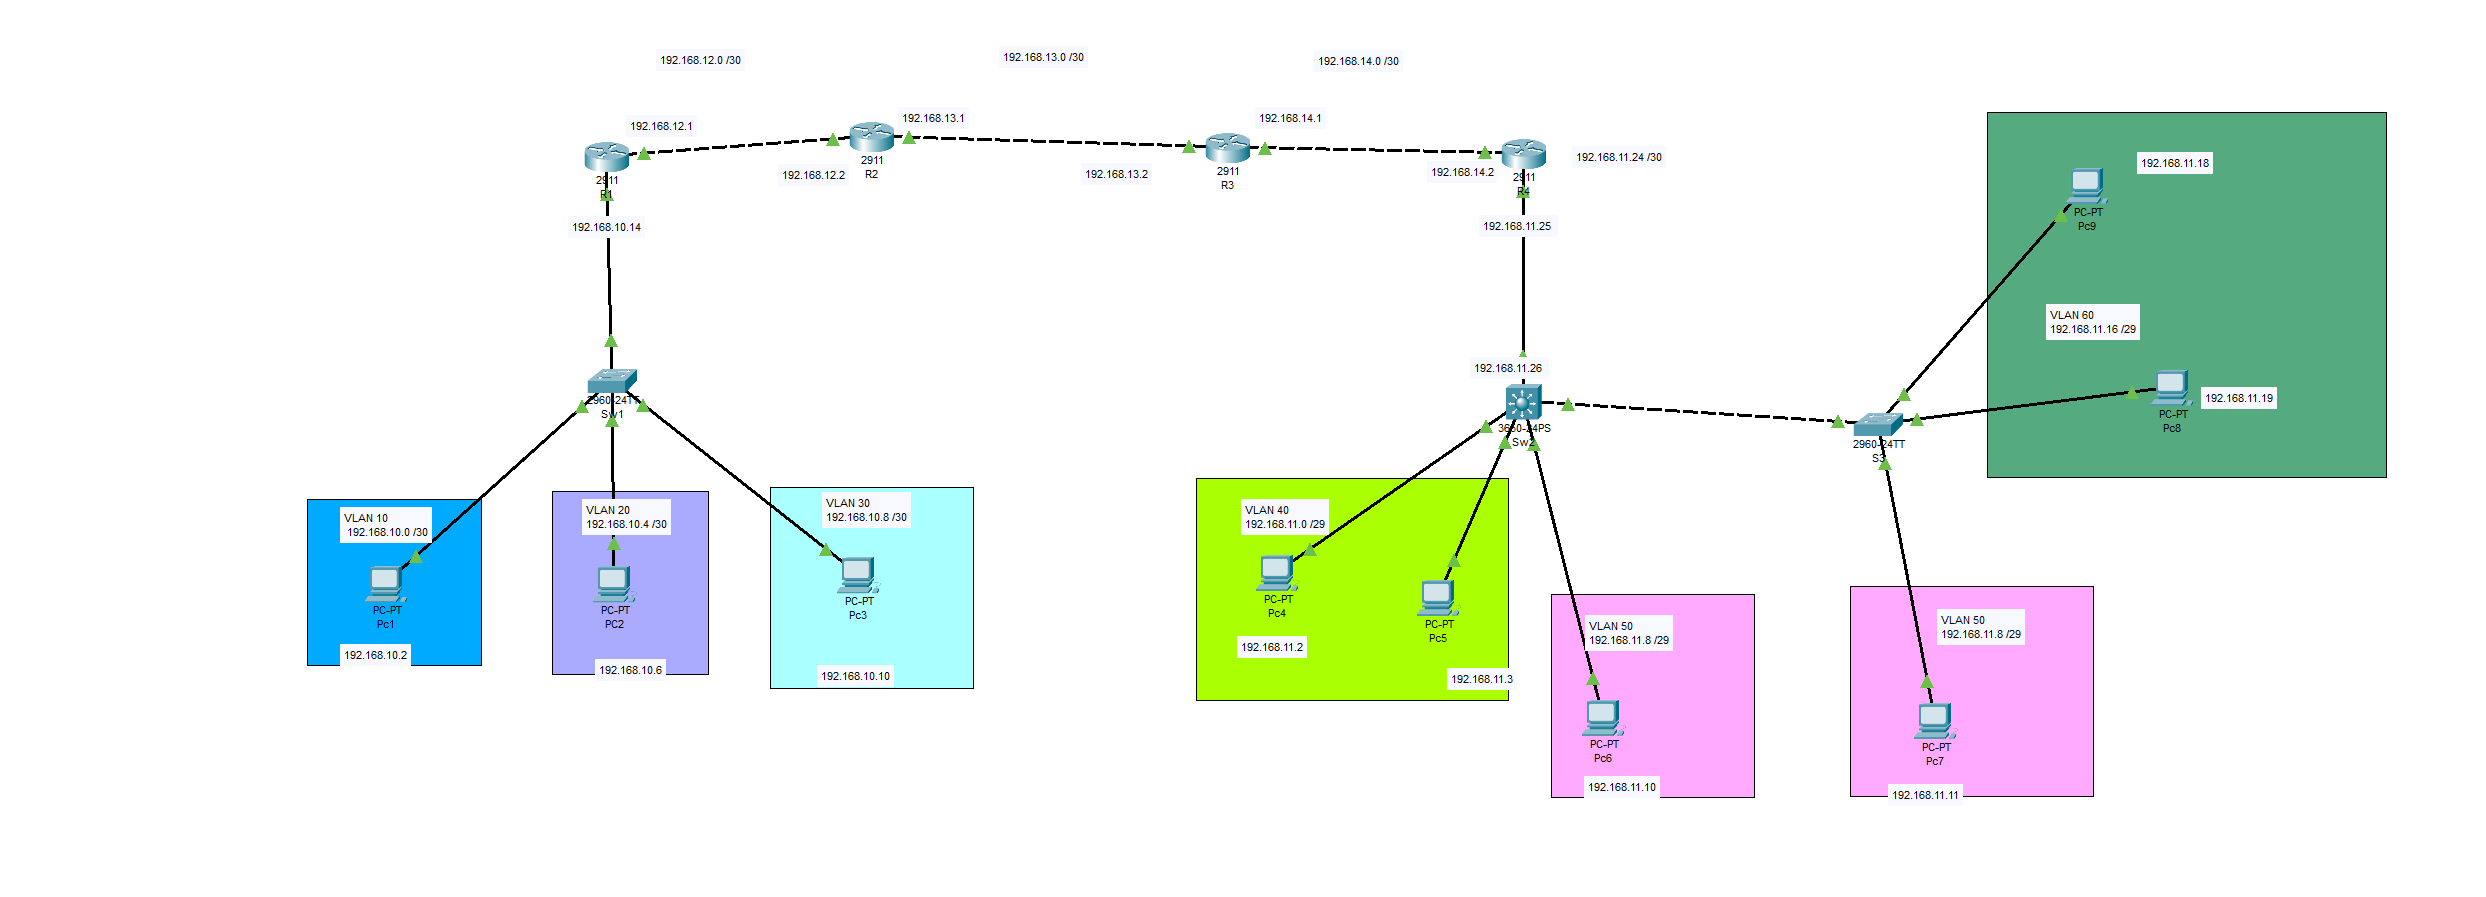 192.168.12.0 /30
192.168.13.0 /30
192.168.14.0 /30
192.168.12.1
2911
R1
192.168.10.14
192.168.12.2
192.168.13.1
2911
R2
192.168.13.2
2911
R3
192.168.14.1
192.168.14.2
2911
R4
192.168.11.24 /30
192.168.11.25
192.168.11.26
2960-24TT
Sw1
3650-24PS
Sw2
2960-24TT
S3
VLAN 10
192.168.10.0 /30
PC-PT
Pc1
192.168.10.2
VLAN 20
192.168.10.4 /30
PC-PT
PC2
192.168.10.6
VLAN 30
192.168.10.8 /30
PC-PT
Pc3
192.168.10.10
VLAN 40
192.168.11.0 /29
PC-PT
Pc4
192.168.11.2
PC-PT
Pc5
192.168.11.3
VLAN 50
192.168.11.8 /29
PC-PT
Pc6
192.168.11.10
VLAN 50
192.168.11.8 /29
PC-PT
Pc7
192.168.11.11
192.168.11.18
PC-PT
Pc9
VLAN 60
192.168.11.16 /29
PC-PT
Pc8
192.168.11.19